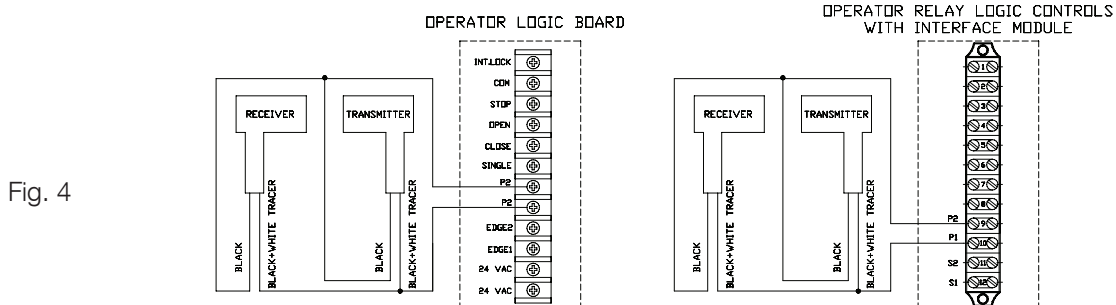 OPERATOR LOGIC BOARD
OPERATOR RELAY LOGIC CONTROLS
WITH INTERFACE MODULE
Fig. 4
RECEIVER
TRANSMITTER
BLACK
BLACK+WHITE TRACER
BLACK
BLACK+WHITE TRACER
INT.LOCK
COM
STOP
OPEN
CLOSE
SINGLE
P2
P2
EDGE2
EDGE1
24 VAC
24 VAC
RECEIVER
TRANSMITTER
BLACK
BLACK+WHITE TRACER
BLACK
BLACK+WHITE TRACER
1
2
3
4
5
6
7
8
P2 9
P1 10
S2 11
S1 12